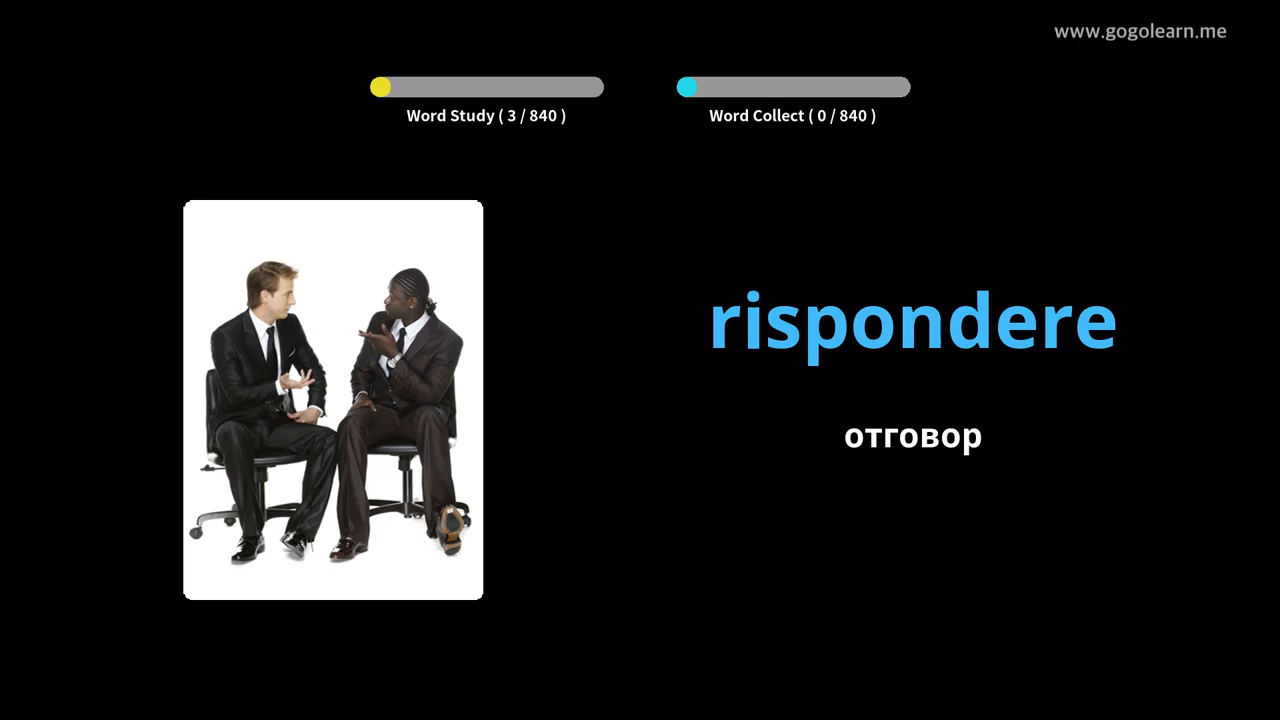 www.gogolearn.me
Word Study ( 3 / 840 )
Word Collect ( 0 / 840 )
rispondere
отговор